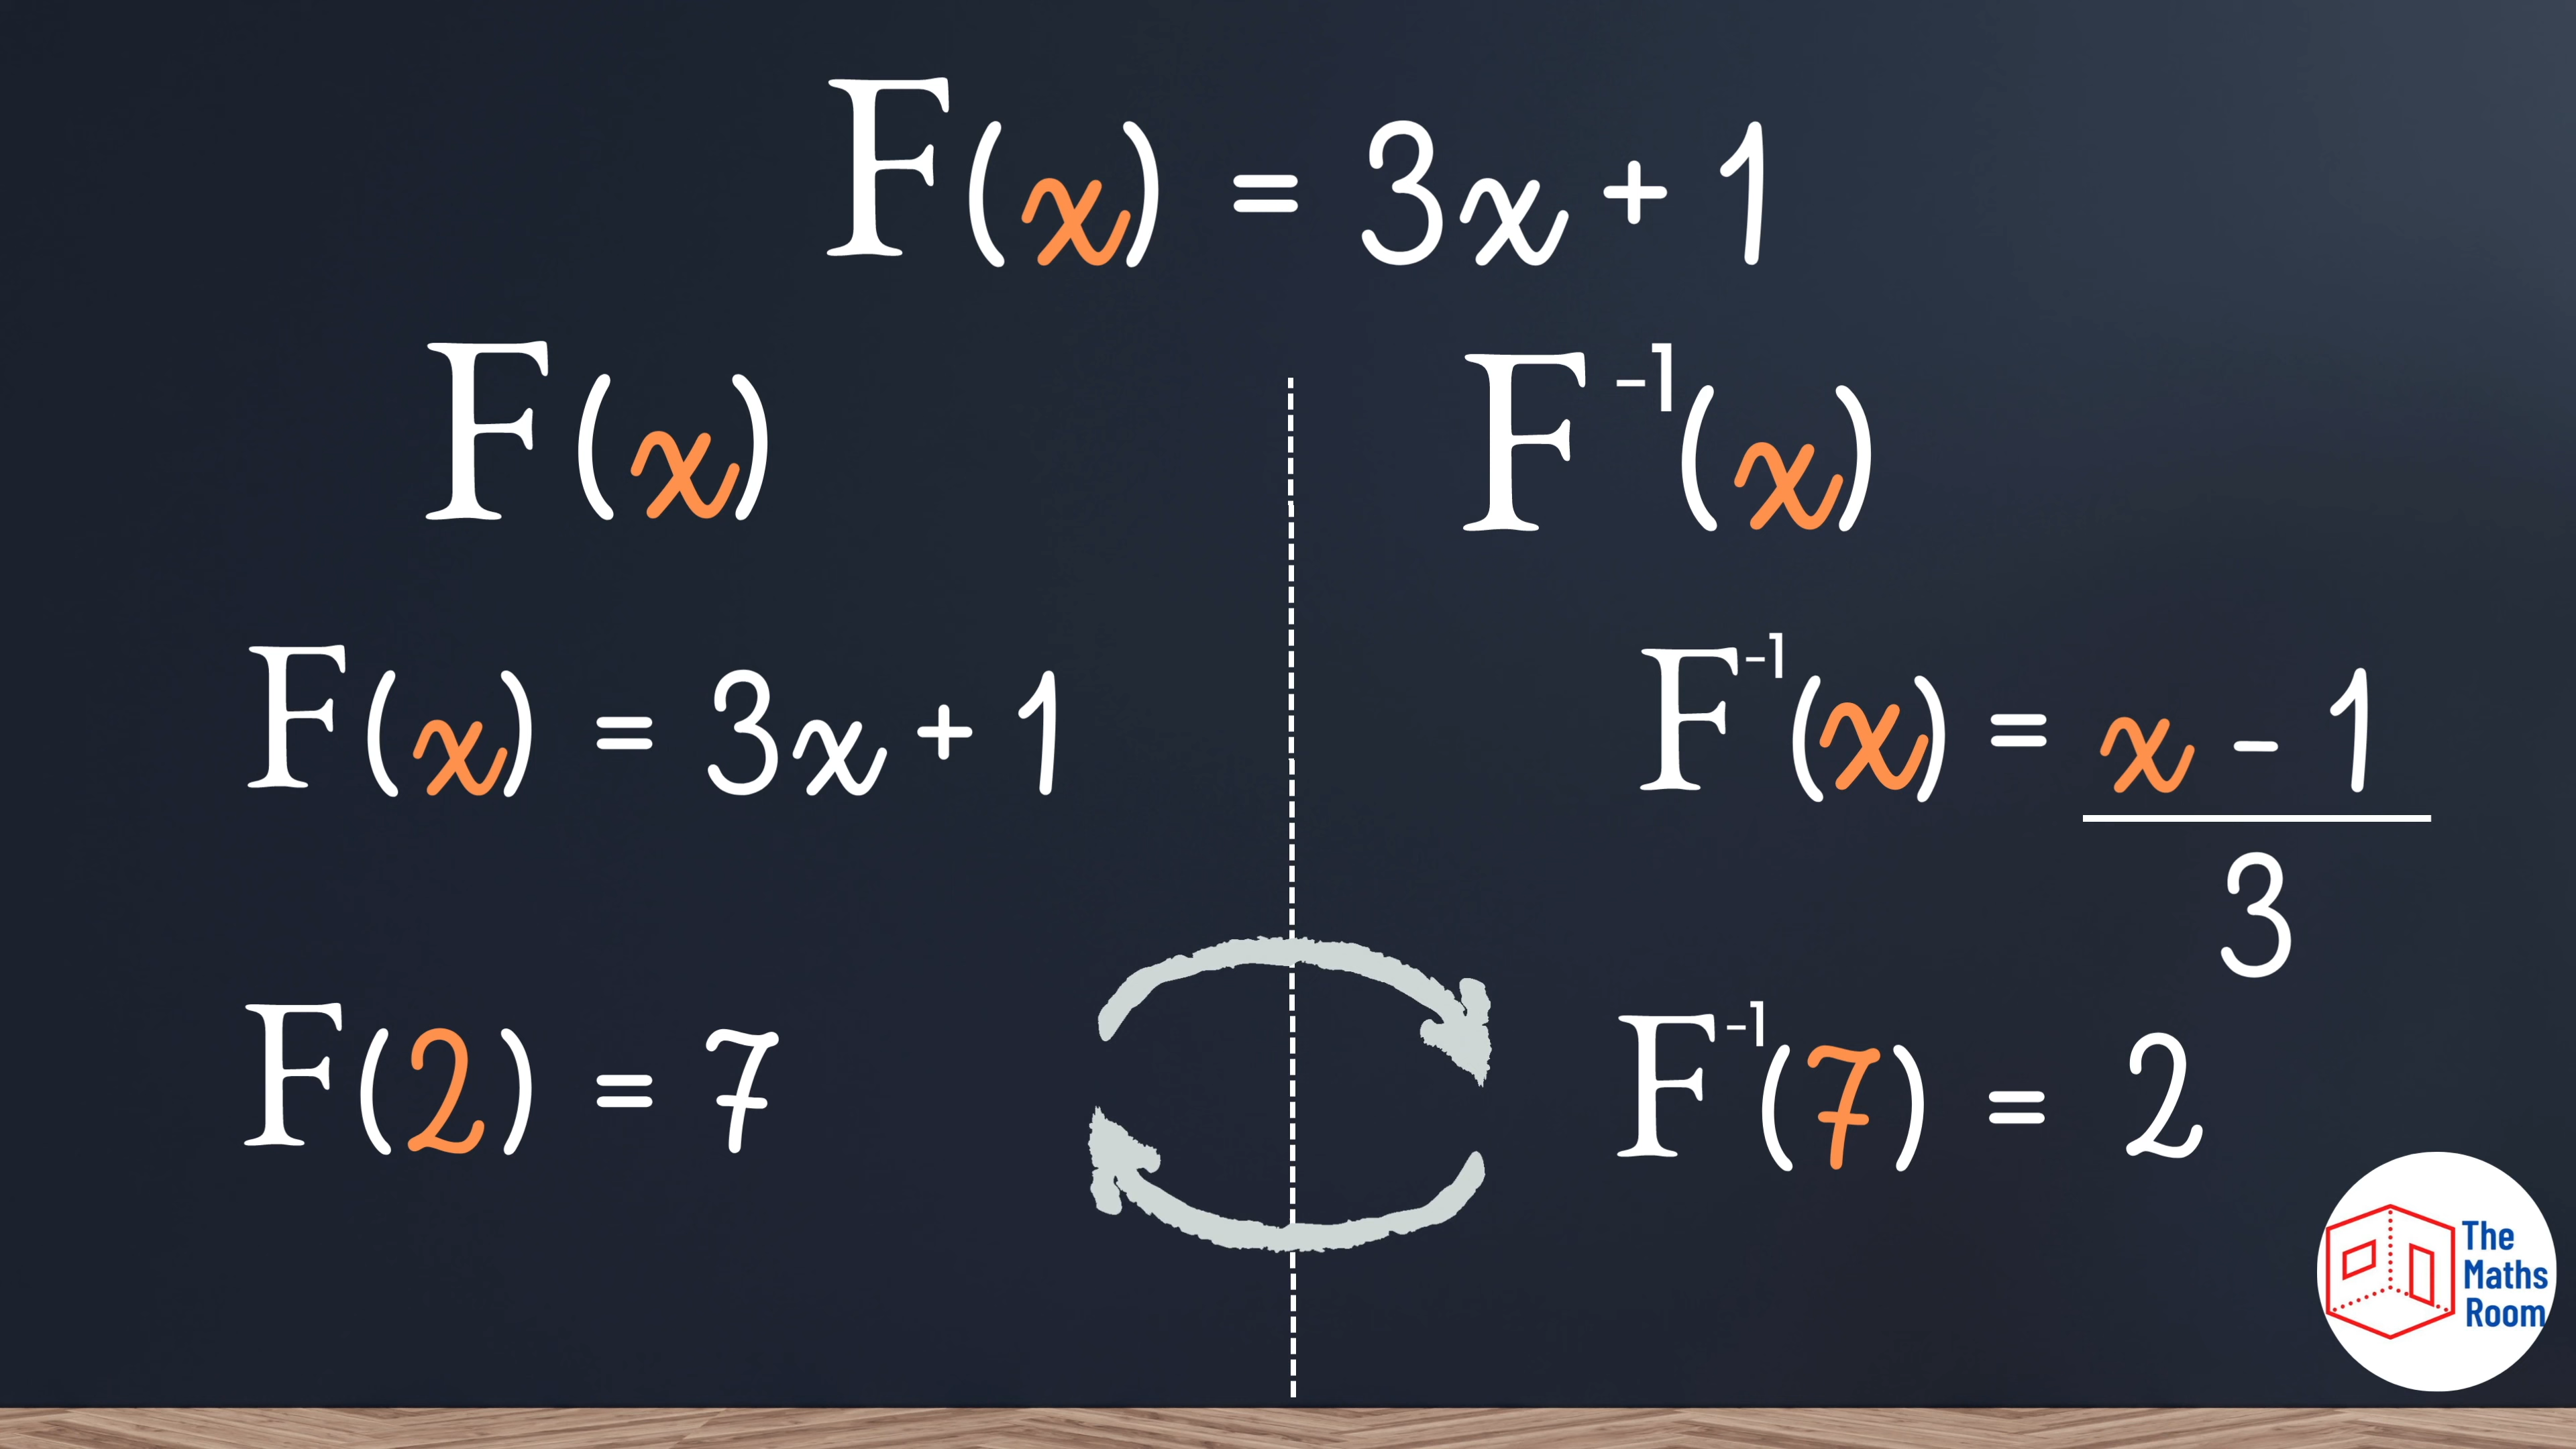 F(x) = 3x + 1
F(x)
F⁻¹(x)
F(x) = 3x + 1
F⁻¹(x) = x - 1
3
F(2) = 7
F⁻¹(7) = 2
The
Maths
Room